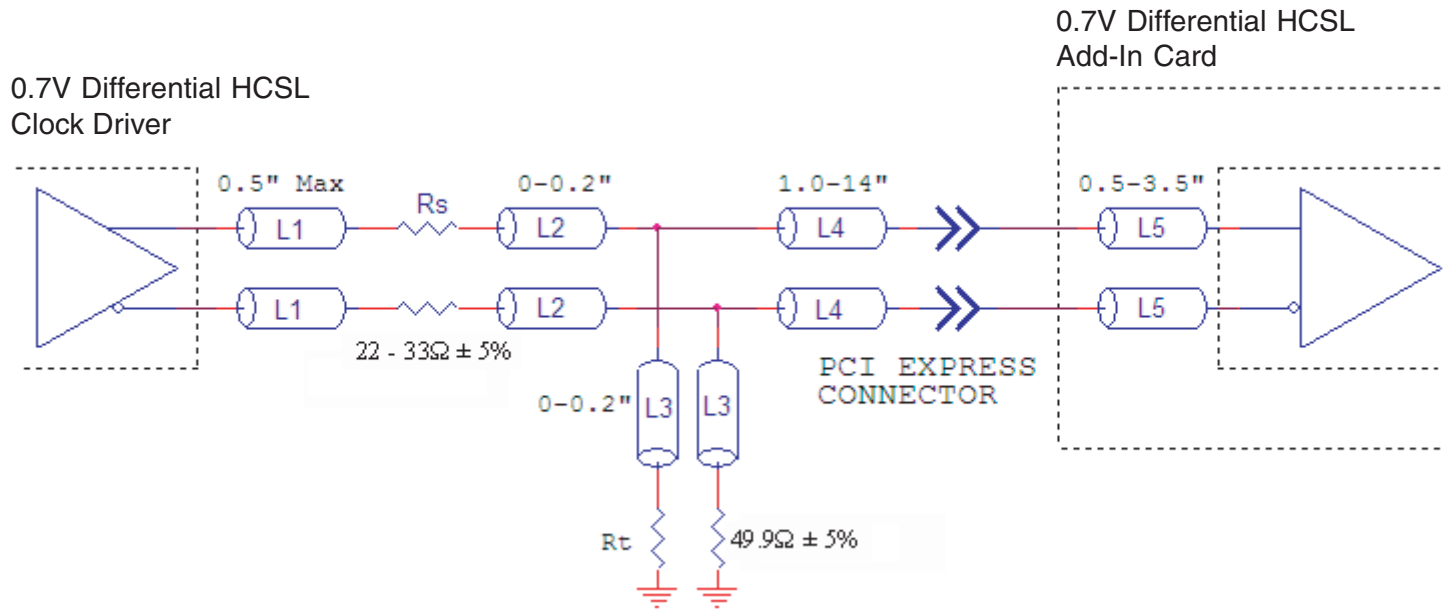 0.7V Differential HCSL
Add-In Card
0.7V Differential HCSL
Clock Driver
0.5" Max
Rs
0-0.2"
1.0-14"
0.5-3.5"
L1
L2
L4
L5
L1
L2
L4
L5
22 - 33Ω ± 5%
PCI EXPRESS
CONNECTOR
0-0.2"
L3
L3
Rt
49.9Ω ± 5%